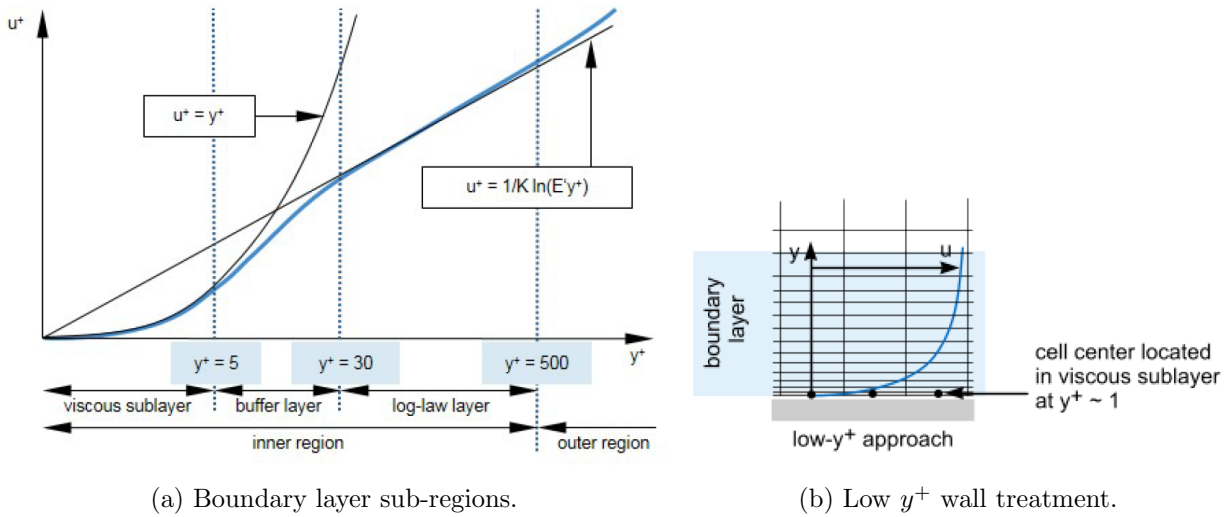 u⁺
u⁺ = y⁺
u⁺ = 1/K ln(E‘y⁺)
y⁺
y⁺ = 5
y⁺ = 30
y⁺ = 500
viscous sublayer
buffer layer
log-law layer
inner region
outer region
(a) Boundary layer sub-regions.
y
u
boundary
layer
cell center located
in viscous sublayer
at y⁺ ~ 1
low-y⁺ approach
(b) Low y⁺ wall treatment.